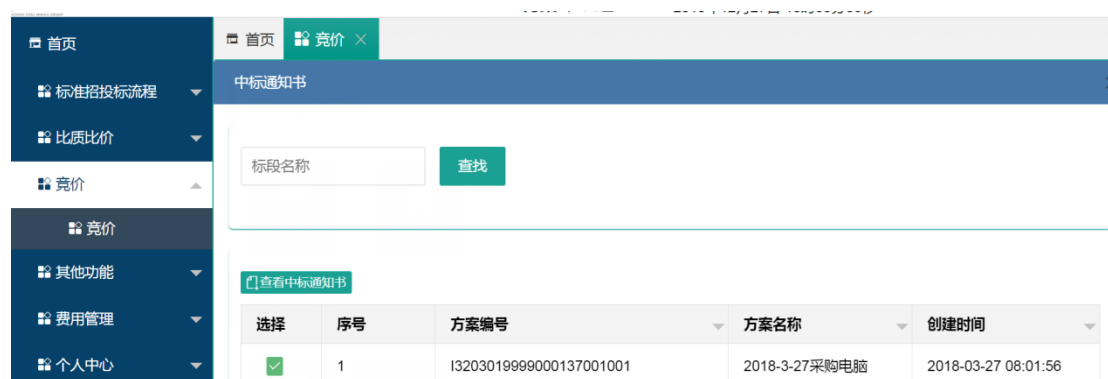 首页
标准招投标流程
比质比价
竞价
竞价
其他功能
费用管理
个人中心
首页 竞价
中标通知书
标段名称 查找
查看中标通知书
选择 序号 方案编号 方案名称 创建时间
1 I3203019999000137001001 2018-3-27采购电脑 2018-03-27 08:01:56